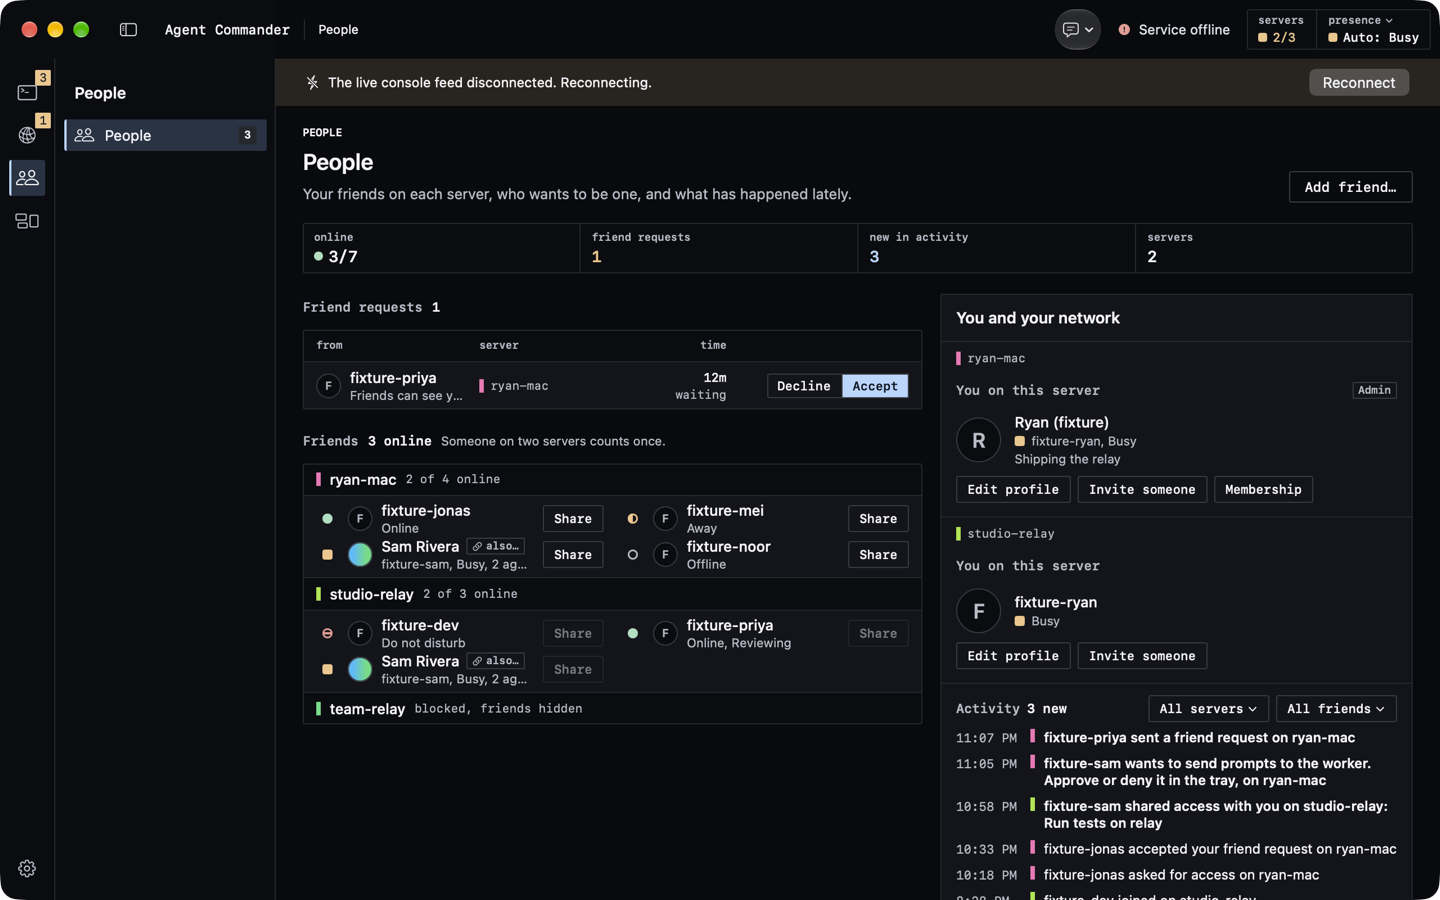 Agent Commander
People
Service offline
servers
2/3
presence
Auto: Busy
3
1
People
People
3
The live console feed disconnected. Reconnecting.
Reconnect
PEOPLE
People
Your friends on each server, who wants to be one, and what has happened lately.
Add friend…
online
3/7
friend requests
1
new in activity
3
servers
2
Friend requests 1
from
server
time
F
fixture-priya
Friends can see y…
ryan-mac
12m
waiting
Decline
Accept
Friends 3 online Someone on two servers counts once.
ryan-mac 2 of 4 online
F
fixture-jonas
Online
Share
F
fixture-mei
Away
Share
Sam Rivera
also…
fixture-sam, Busy, 2 ag…
Share
F
fixture-noor
Offline
Share
studio-relay 2 of 3 online
F
fixture-dev
Do not disturb
Share
F
fixture-priya
Online, Reviewing
Share
Sam Rivera
also…
fixture-sam, Busy, 2 ag…
Share
team-relay blocked, friends hidden
You and your network
ryan-mac
You on this server
Admin
R
Ryan (fixture)
fixture-ryan, Busy
Shipping the relay
Edit profile
Invite someone
Membership
studio-relay
You on this server
F
fixture-ryan
Busy
Edit profile
Invite someone
Activity 3 new
All servers
All friends
11:07 PM fixture-priya sent a friend request on ryan-mac
11:05 PM fixture-sam wants to send prompts to the worker.
Approve or deny it in the tray, on ryan-mac
10:58 PM fixture-sam shared access with you on studio-relay:
Run tests on relay
10:33 PM fixture-jonas accepted your friend request on ryan-mac
10:18 PM fixture-jonas asked for access on ryan-mac
fixture-dev joined on studio-relay